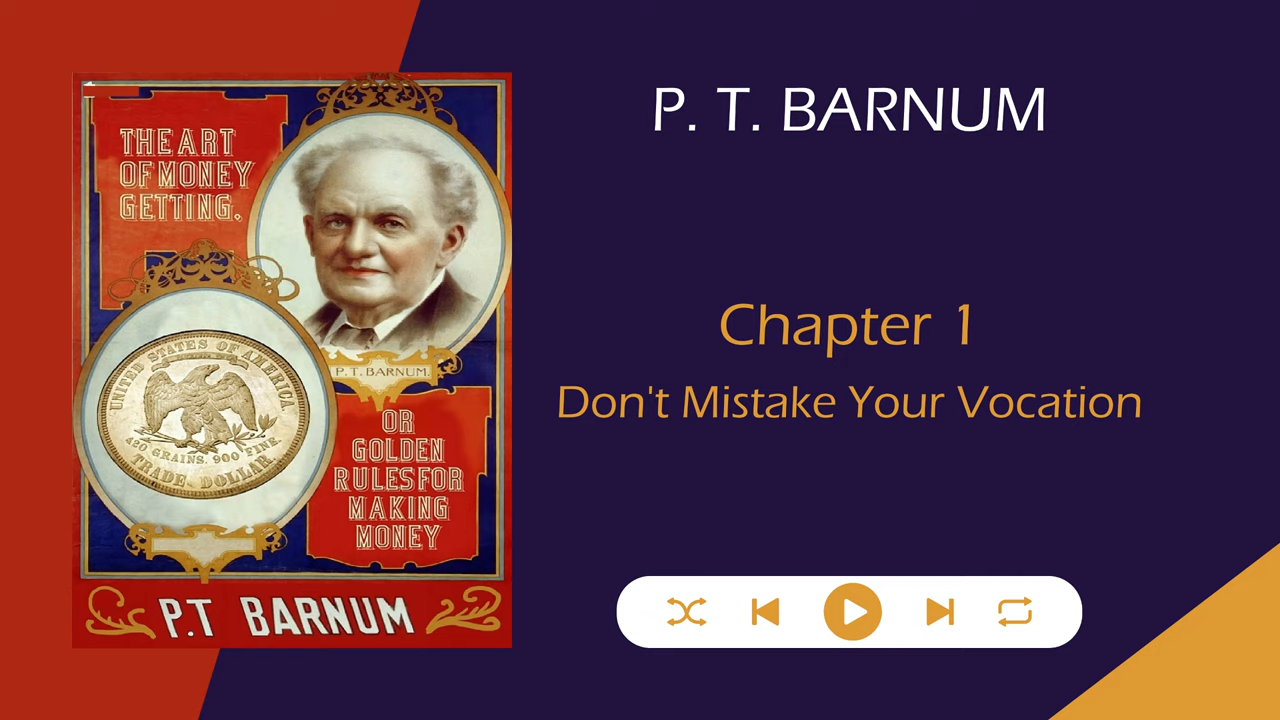 THE ART
OF MONEY
GETTING.
P. T. BARNUM.
UNITED STATES OF AMERICA.
420 GRAINS. 900 FINE.
TRADE DOLLAR.
OR
GOLDEN
RULES FOR
MAKING
MONEY
P.T BARNUM
P. T. BARNUM
Chapter 1
Don't Mistake Your Vocation